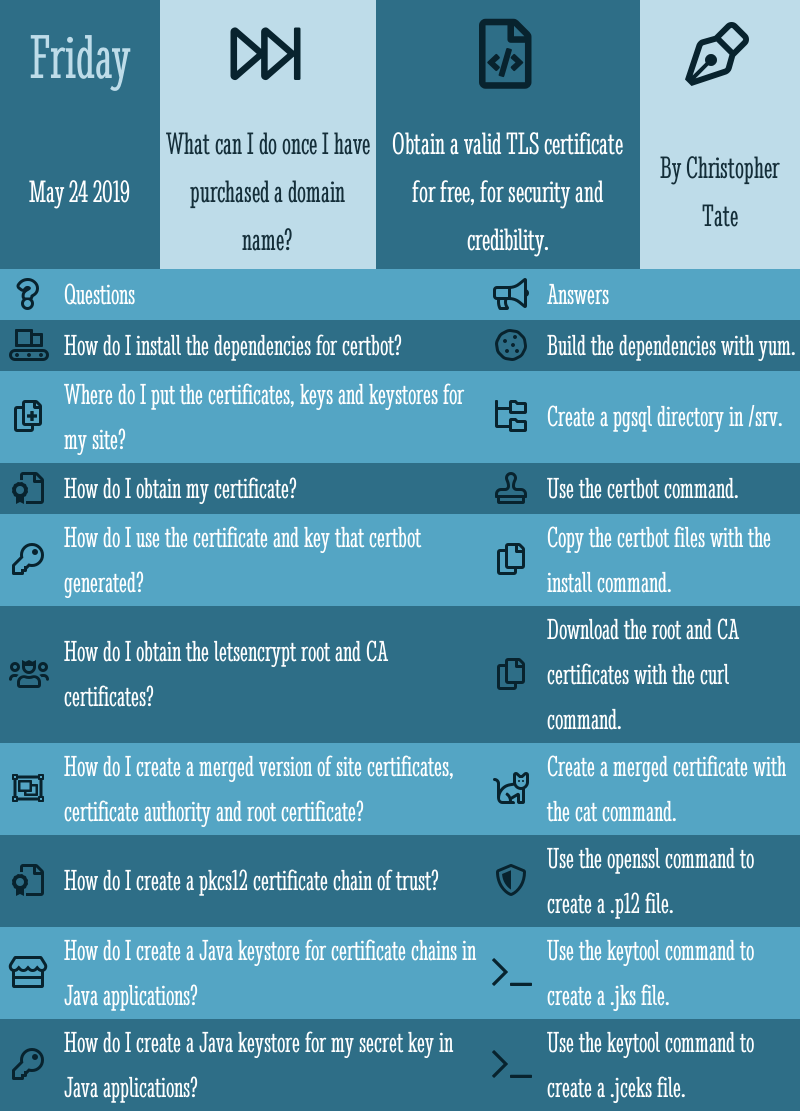 Friday
May 24 2019
What can I do once I have
purchased a domain
name?
Obtain a valid TLS certificate
for free, for security and
credibility.
By Christopher
Tate
Questions
Answers
How do I install the dependencies for certbot?
Build the dependencies with yum.
Where do I put the certificates, keys and keystores for
my site?
Create a pgsql directory in /srv.
How do I obtain my certificate?
Use the certbot command.
How do I use the certificate and key that certbot
generated?
Copy the certbot files with the
install command.
How do I obtain the letsencrypt root and CA
certificates?
Download the root and CA
certificates with the curl
command.
How do I create a merged version of site certificates,
certificate authority and root certificate?
Create a merged certificate with
the cat command.
How do I create a pkcs12 certificate chain of trust?
Use the openssl command to
create a .p12 file.
How do I create a Java keystore for certificate chains in
Java applications?
Use the keytool command to
create a .jks file.
How do I create a Java keystore for my secret key in
Java applications?
Use the keytool command to
create a .jceks file.